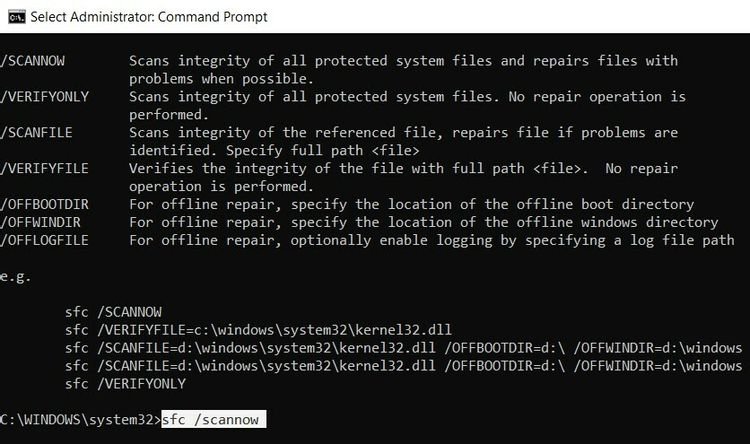 Select Administrator: Command Prompt
/SCANNOW Scans integrity of all protected system files and repairs files with
problems when possible.
/VERIFYONLY Scans integrity of all protected system files. No repair operation is
performed.
/SCANFILE Scans integrity of the referenced file, repairs file if problems are
identified. Specify full path <file>
/VERIFYFILE Verifies the integrity of the file with full path <file>. No repair
operation is performed.
/OFFBOOTDIR For offline repair, specify the location of the offline boot directory
/OFFWINDIR For offline repair, specify the location of the offline windows directory
/OFFLOGFILE For offline repair, optionally enable logging by specifying a log file path
e.g.
sfc /SCANNOW
sfc /VERIFYFILE=c:\windows\system32\kernel32.dll
sfc /SCANFILE=d:\windows\system32\kernel32.dll /OFFBOOTDIR=d:\ /OFFWINDIR=d:\windows
sfc /SCANFILE=d:\windows\system32\kernel32.dll /OFFBOOTDIR=d:\ /OFFWINDIR=d:\windows
sfc /VERIFYONLY
C:\WINDOWS\system32>sfc /scannow